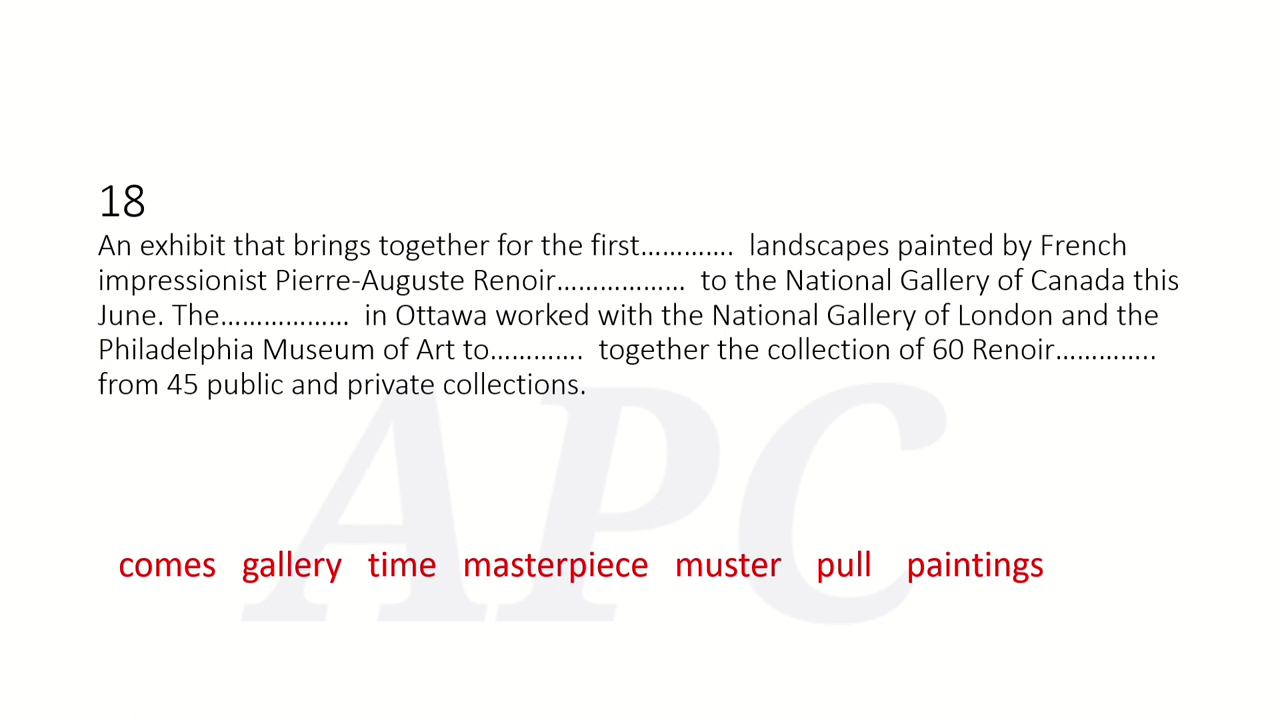 18
An exhibit that brings together for the first............. landscapes painted by French
impressionist Pierre-Auguste Renoir.................. to the National Gallery of Canada this
June. The.................. in Ottawa worked with the National Gallery of London and the
Philadelphia Museum of Art to............. together the collection of 60 Renoir..............
from 45 public and private collections.
APC
comes gallery time masterpiece muster pull paintings